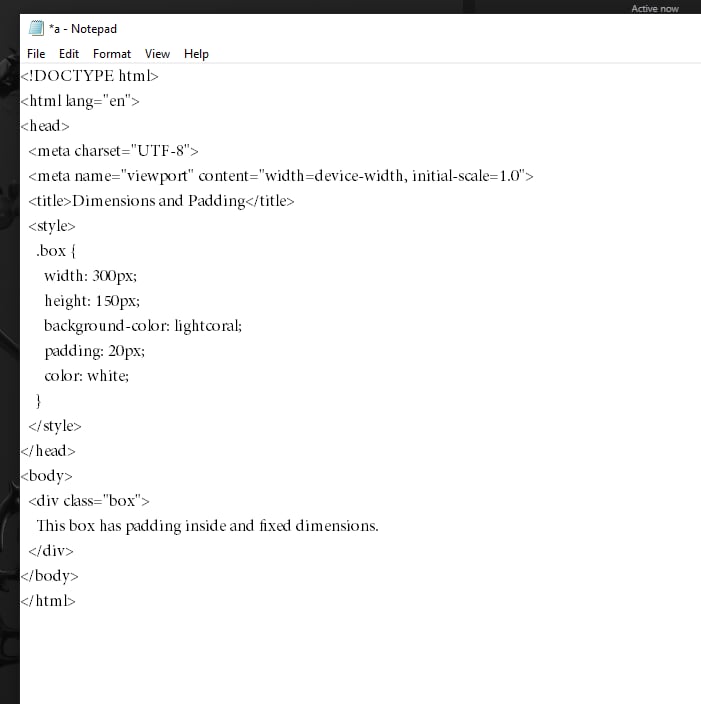 Active now
*a - Notepad
File Edit Format View Help
<!DOCTYPE html>
<html lang="en">
<head>
  <meta charset="UTF-8">
  <meta name="viewport" content="width=device-width, initial-scale=1.0">
  <title>Dimensions and Padding</title>
  <style>
    .box {
      width: 300px;
      height: 150px;
      background-color: lightcoral;
      padding: 20px;
      color: white;
    }
  </style>
</head>
<body>
  <div class="box">
    This box has padding inside and fixed dimensions.
  </div>
</body>
</html>